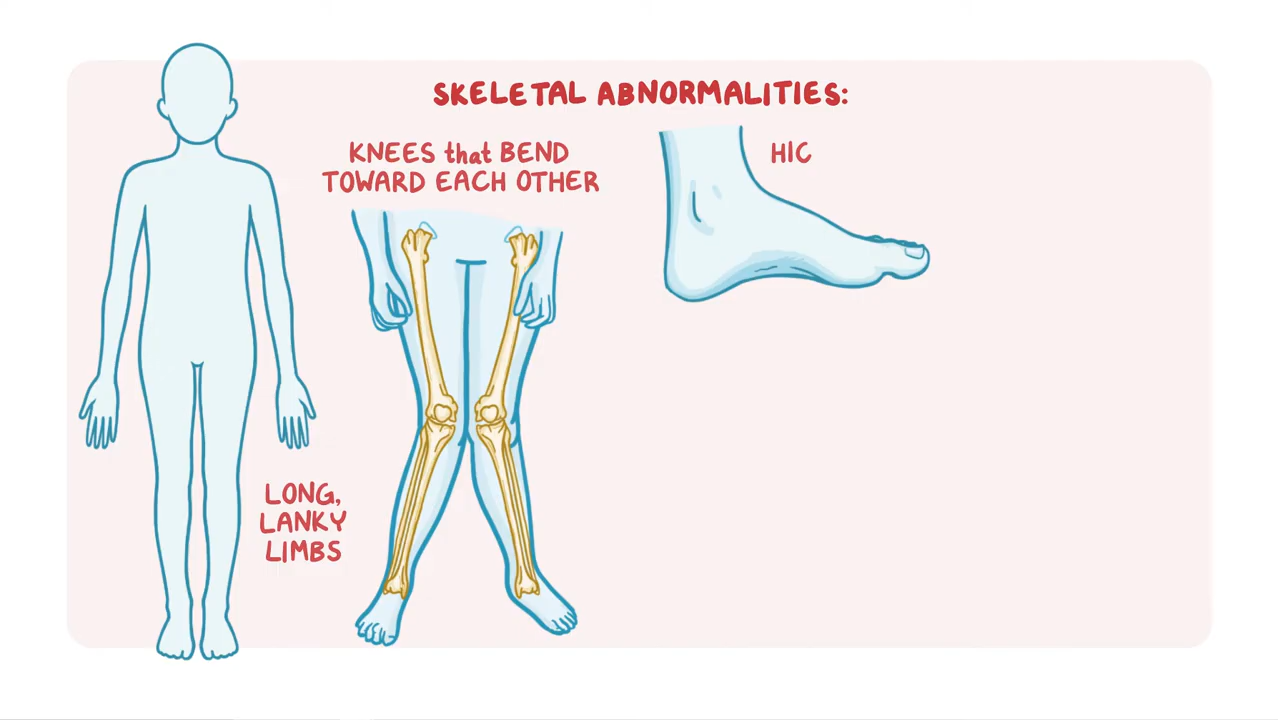 SKELETAL ABNORMALITIES:
KNEES that BEND
TOWARD EACH OTHER
HIC
LONG,
LANKY
LIMBS